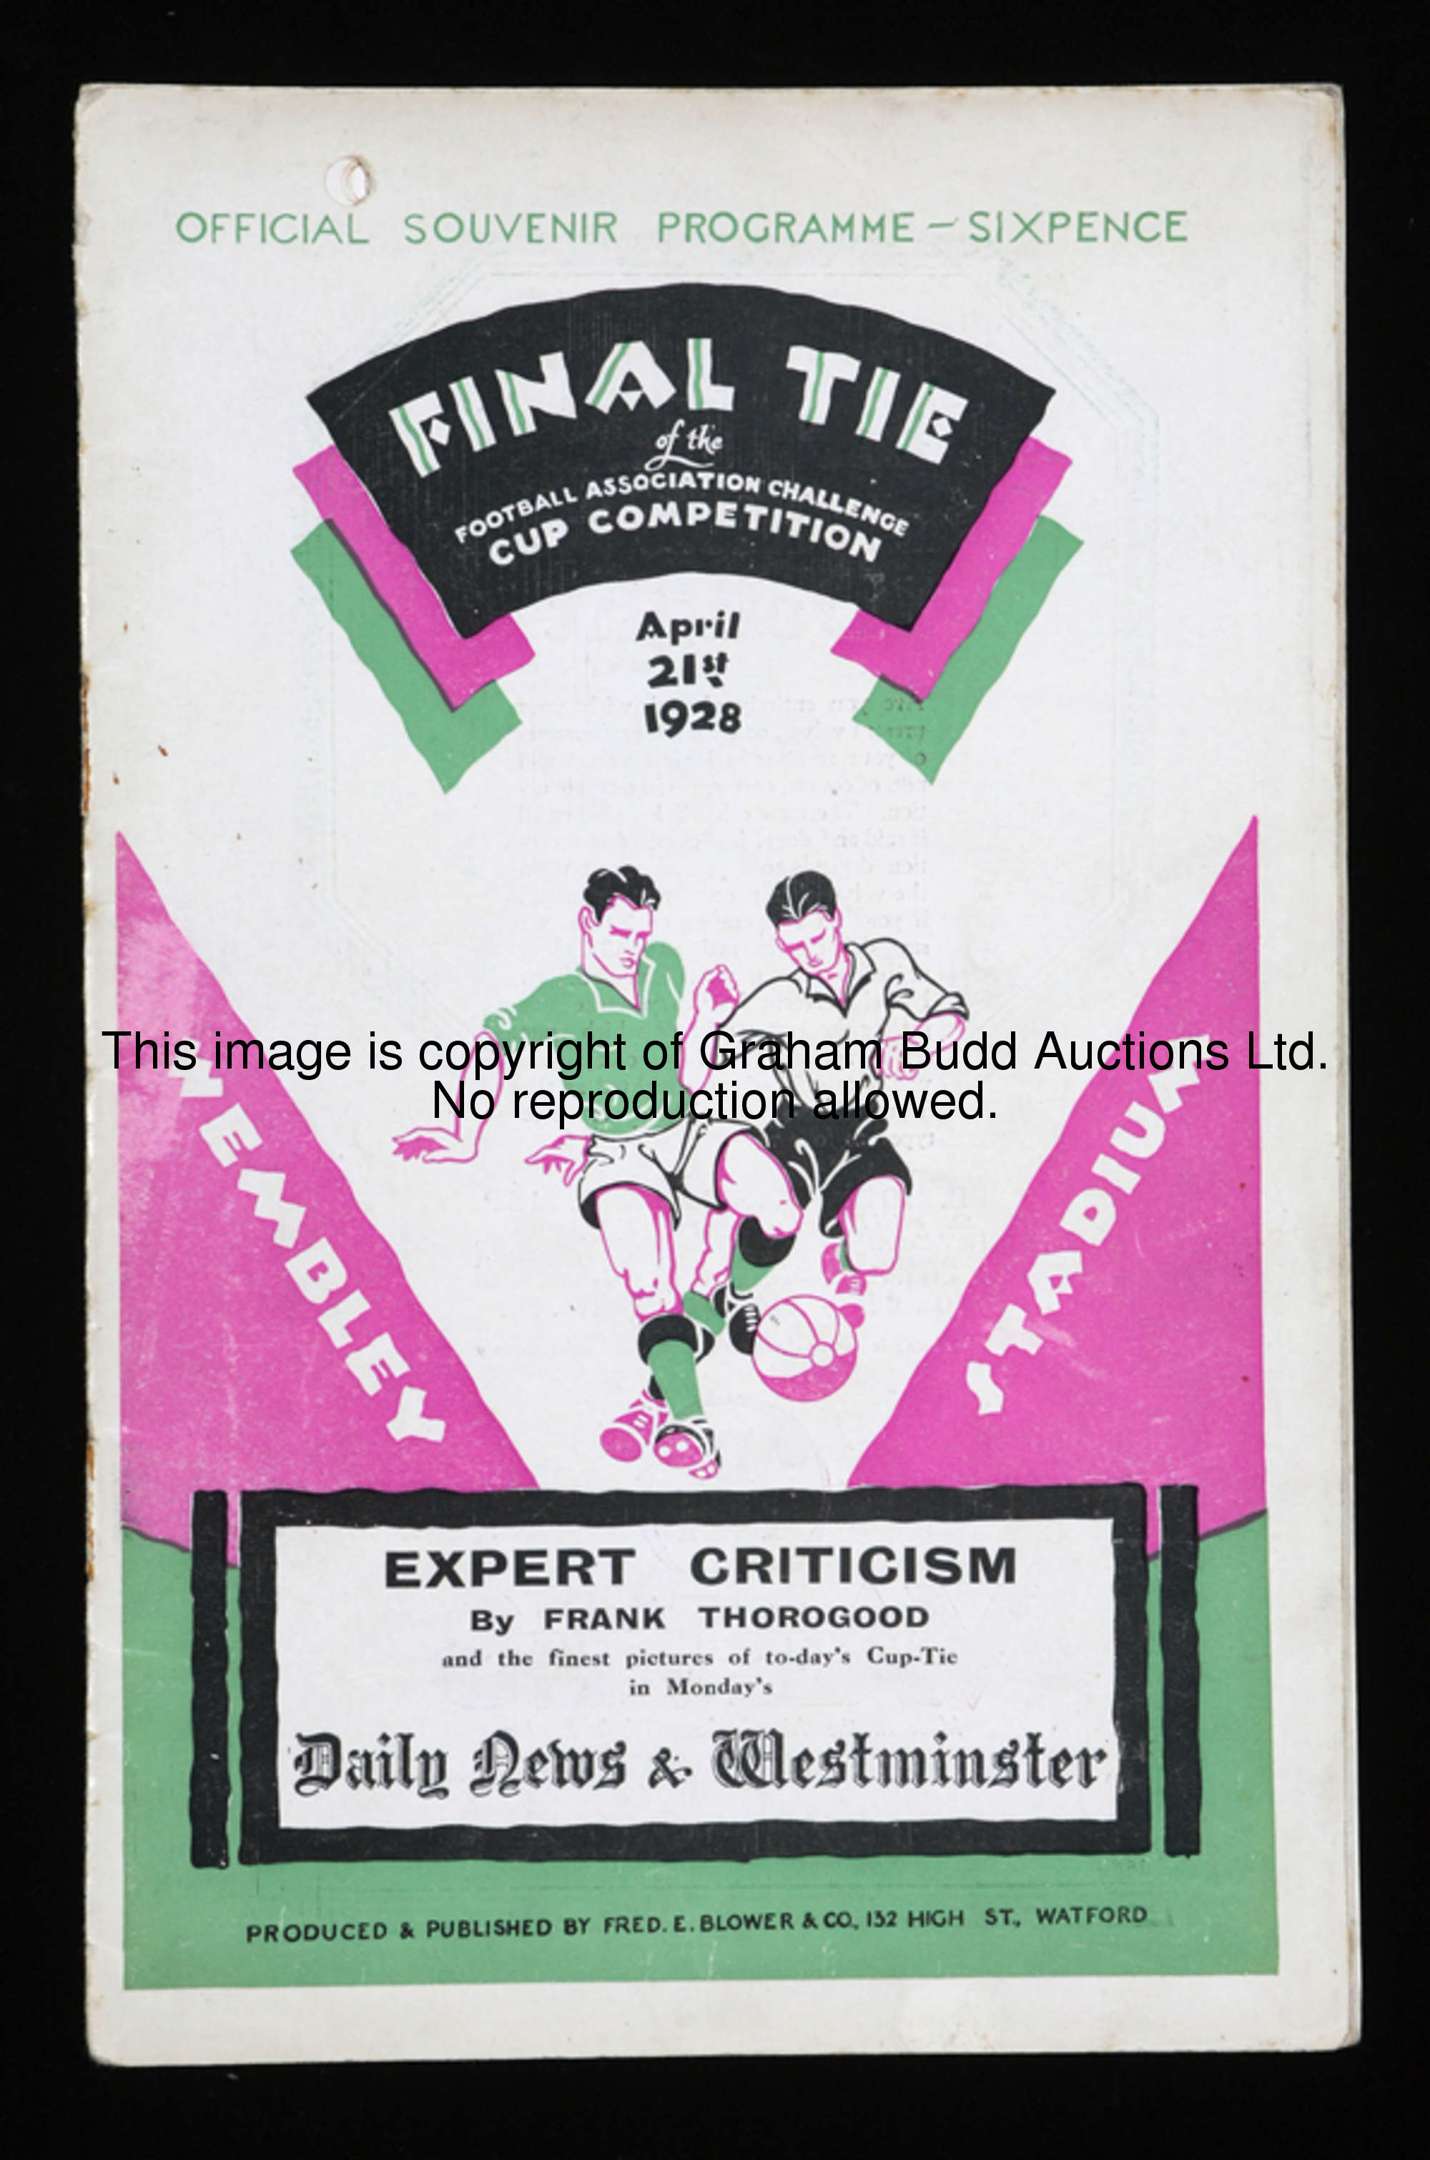 OFFICIAL SOUVENIR PROGRAMME - SIXPENCE
FINAL TIE
of the
FOOTBALL ASSOCIATION CHALLENGE
CUP COMPETITION
April
21st
1928
This image is copyright of Graham Budd Auctions Ltd.
No reproduction allowed.
WEMBLEY
STADIUM
EXPERT CRITICISM
By FRANK THOROGOOD
and the finest pictures of to-day's Cup-Tie
in Monday's
Daily News & Westminster
PRODUCED & PUBLISHED BY FRED. E. BLOWER & CO., 132 HIGH ST., WATFORD